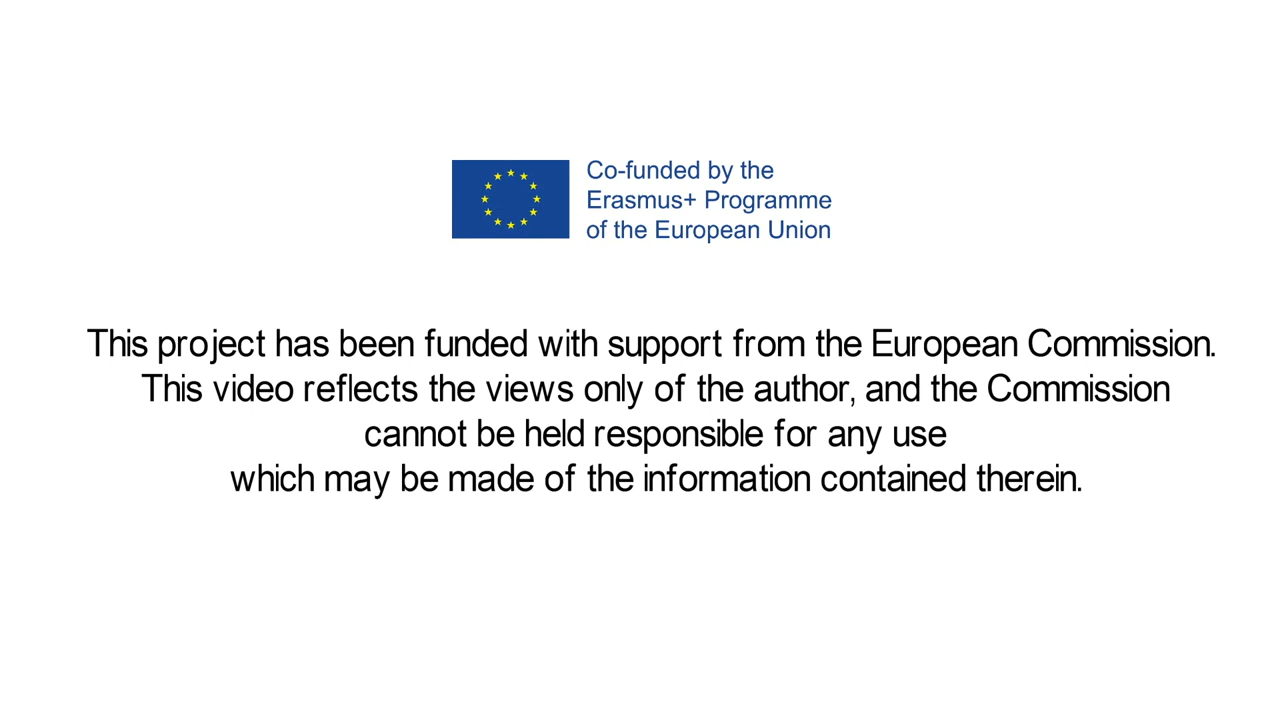 Co-funded by the
Erasmus+ Programme
of the European Union
This project has been funded with support from the European Commission.
This video reflects the views only of the author, and the Commission
cannot be held responsible for any use
which may be made of the information contained therein.